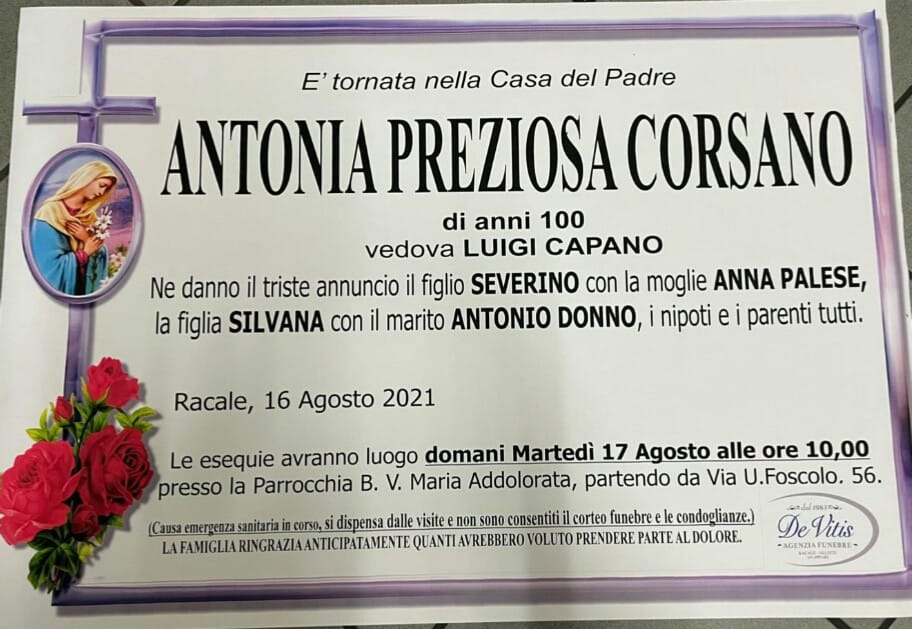 E' tornata nella Casa del Padre
ANTONIA PREZIOSA CORSANO
di anni 100
vedova LUIGI CAPANO
Ne danno il triste annuncio il figlio SEVERINO con la moglie ANNA PALESE,
la figlia SILVANA con il marito ANTONIO DONNO, i nipoti e i parenti tutti.
Racale, 16 Agosto 2021
Le esequie avranno luogo domani Martedì 17 Agosto alle ore 10,00
presso la Parrocchia B. V. Maria Addolorata, partendo da Via U.Foscolo. 56.
(Causa emergenza sanitaria in corso, si dispensa dalle visite e non sono consentiti il corteo funebre e le condoglianze.)
LA FAMIGLIA RINGRAZIA ANTICIPATAMENTE QUANTI AVREBBERO VOLUTO PRENDERE PARTE AL DOLORE.
dal 1983
De Vitis
AGENZIA FUNEBRE